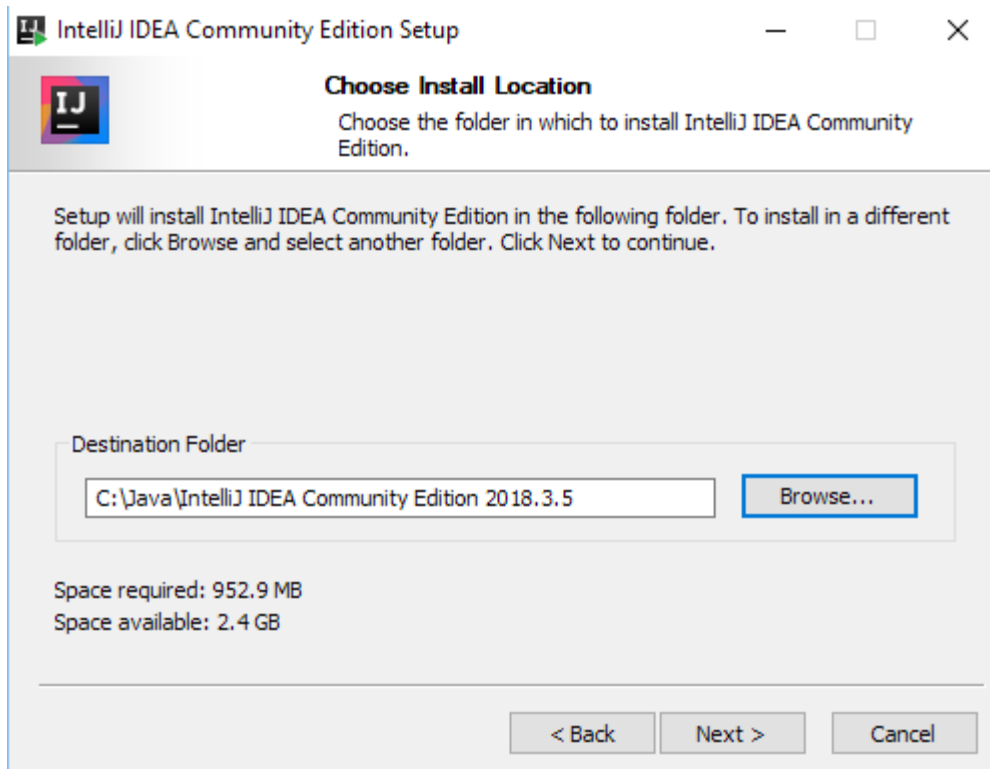 IntelliJ IDEA Community Edition Setup
IJ
Choose Install Location
Choose the folder in which to install IntelliJ IDEA Community
Edition.
Setup will install IntelliJ IDEA Community Edition in the following folder. To install in a different
folder, click Browse and select another folder. Click Next to continue.
Destination Folder
C:\Java\IntelliJ IDEA Community Edition 2018.3.5
Browse...
Space required: 952.9 MB
Space available: 2.4 GB
< Back
Next >
Cancel